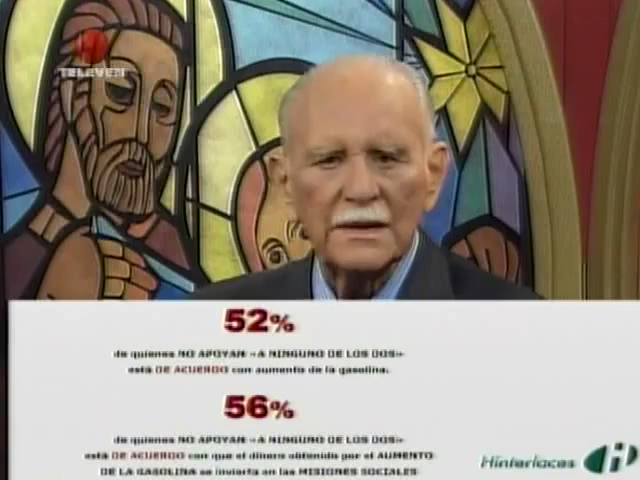 TELEVEN
52%
de quienes NO APOYAN «A NINGUNO DE LOS DOS»
está DE ACUERDO con aumento de la gasolina.
56%
de quienes NO APOYAN «A NINGUNO DE LOS DOS»
está DE ACUERDO con que el dinero obtenido por el AUMENTO
DE LA GASOLINA se invierta en las MISIONES SOCIALES
Hinterlaces